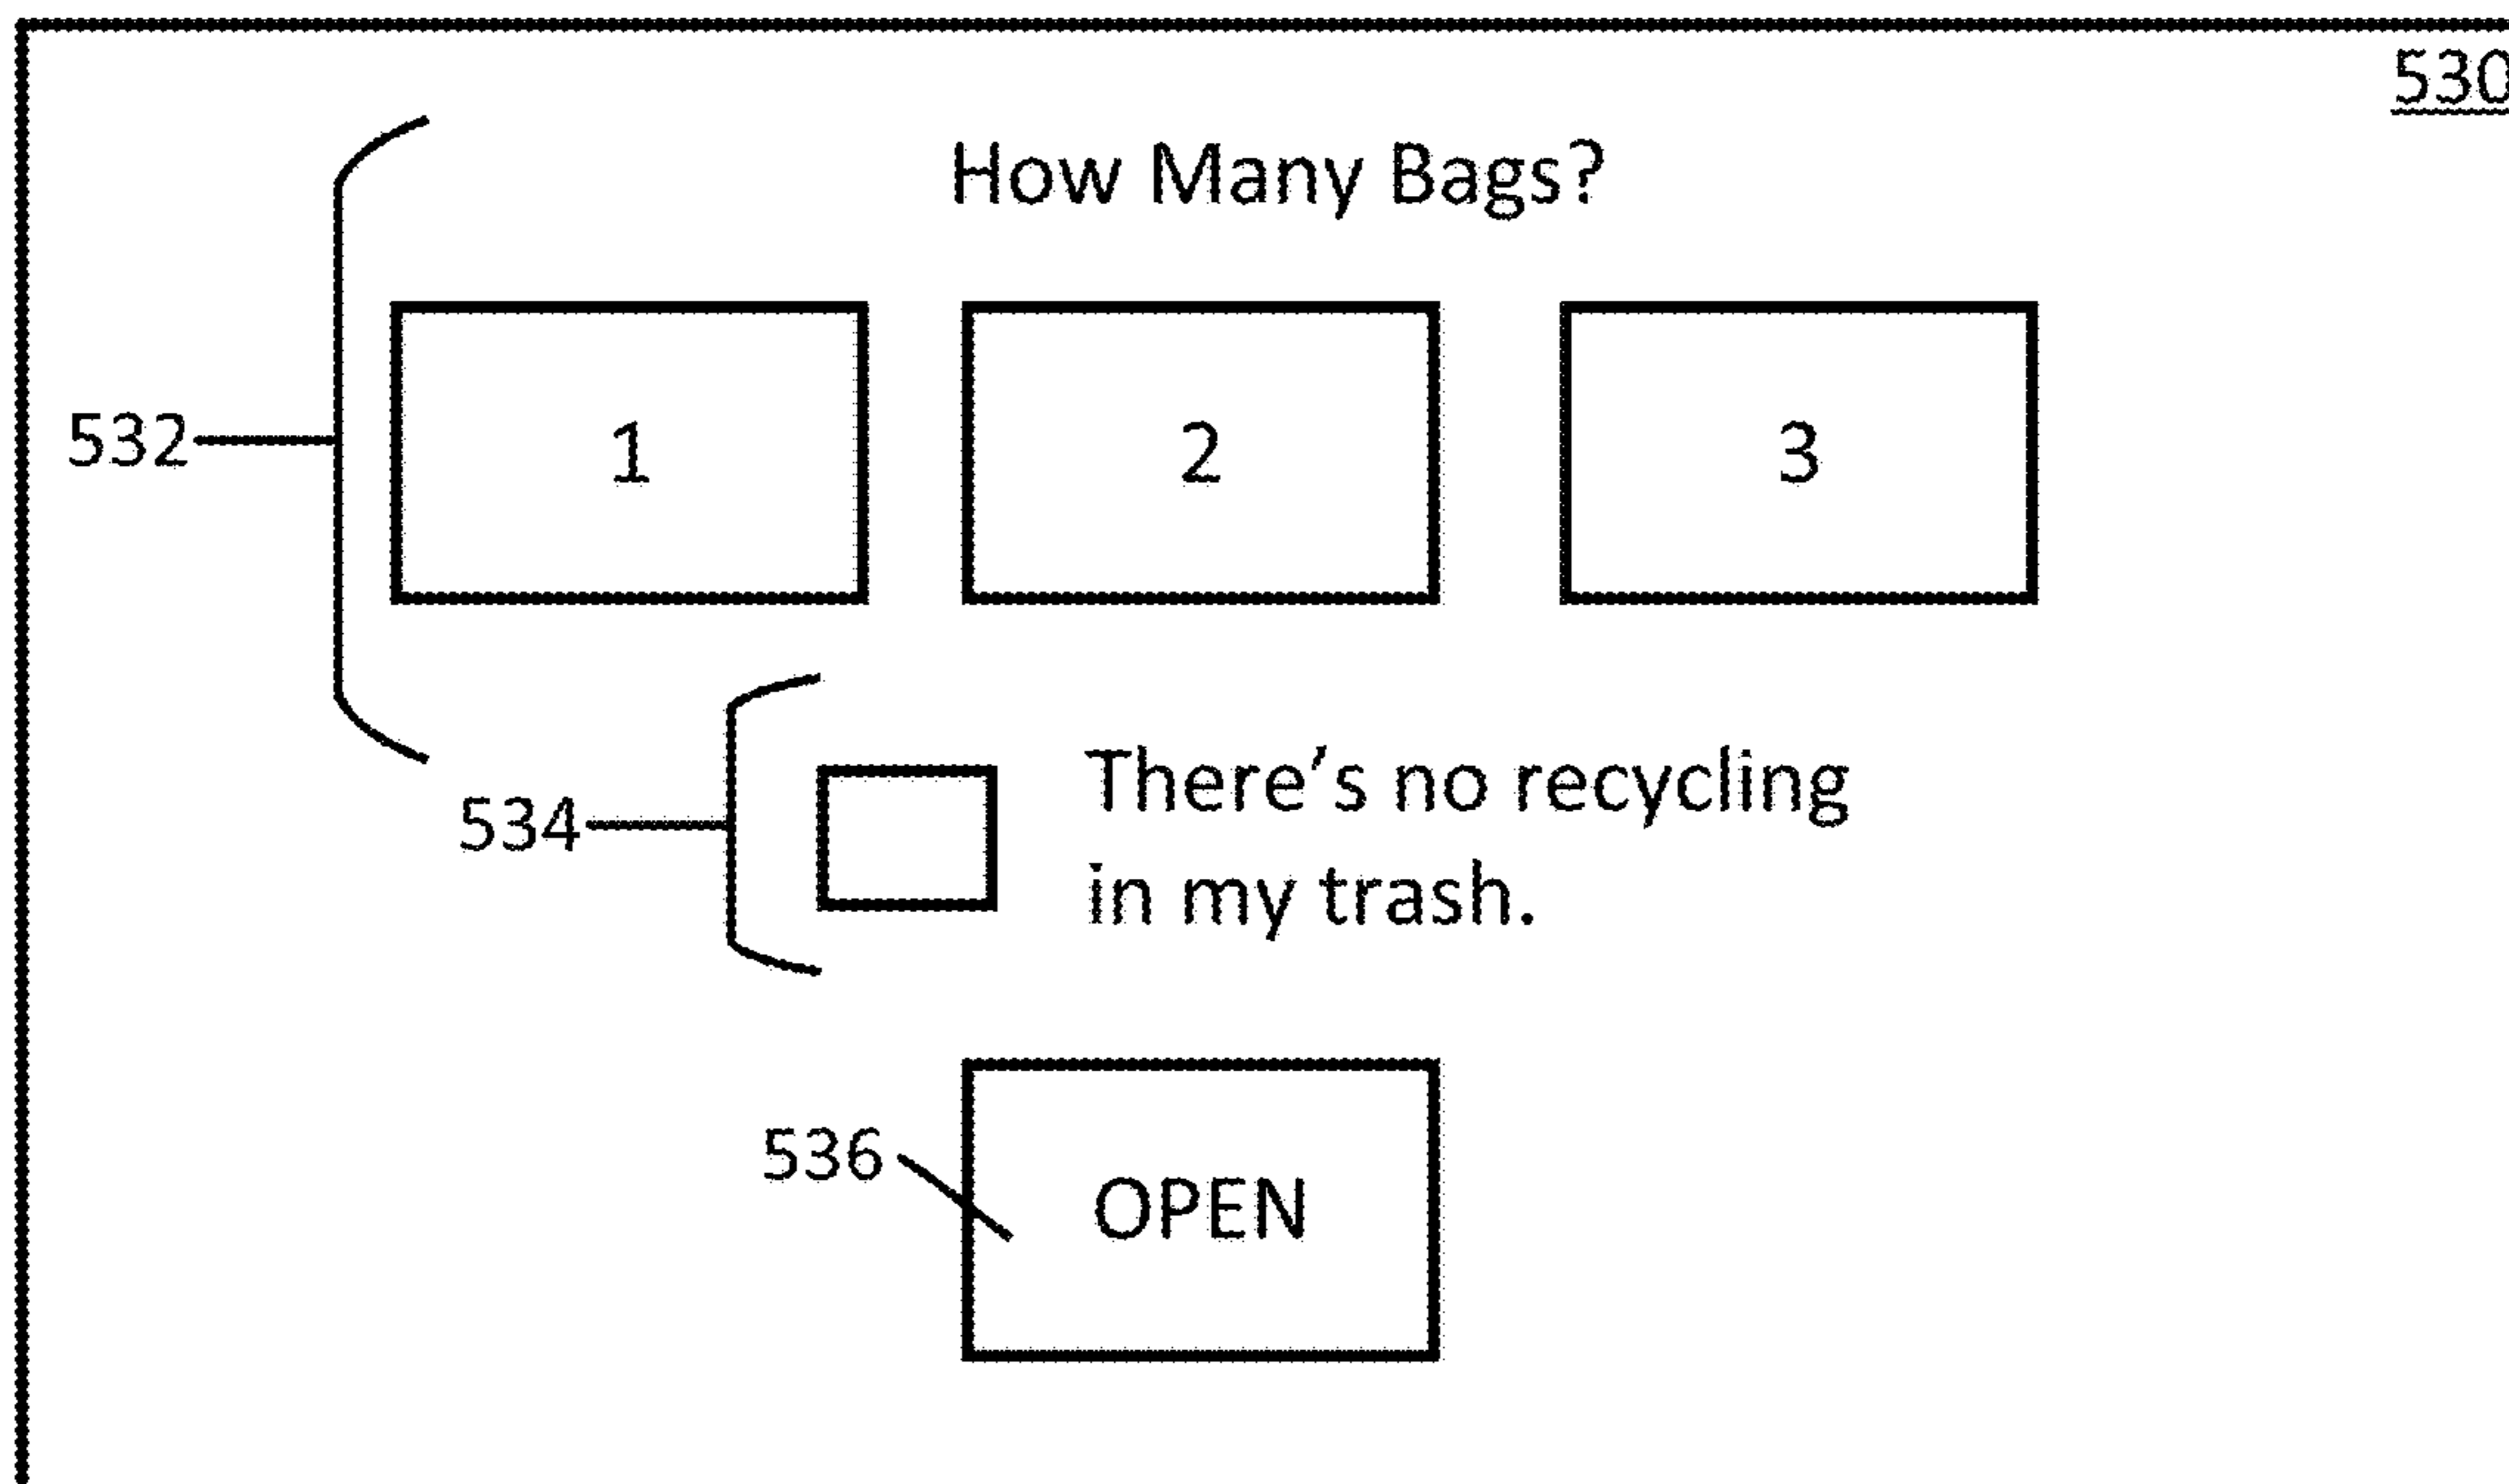 530
How Many Bags?
532
1
2
3
534
There's no recycling
in my trash.
536
OPEN